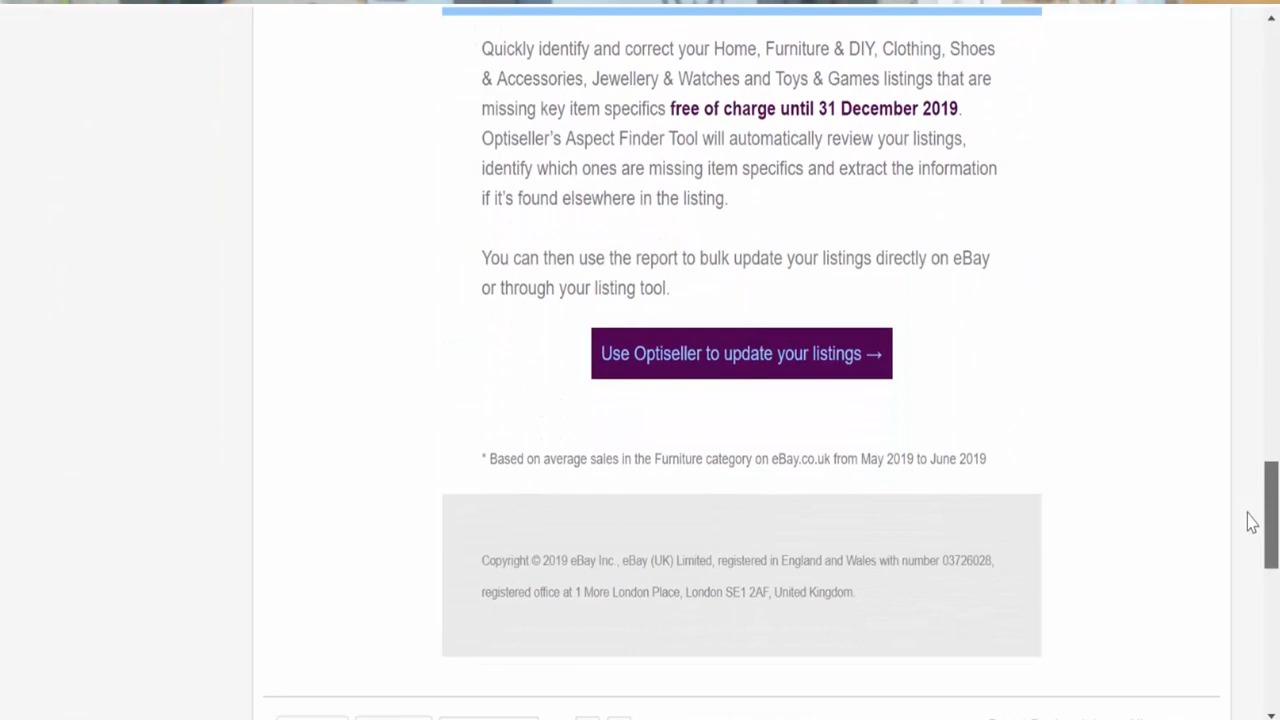 Quickly identify and correct your Home, Furniture & DIY, Clothing, Shoes
& Accessories, Jewellery & Watches and Toys & Games listings that are
missing key item specifics free of charge until 31 December 2019.
Optiseller's Aspect Finder Tool will automatically review your listings,
identify which ones are missing item specifics and extract the information
if it's found elsewhere in the listing.
You can then use the report to bulk update your listings directly on eBay
or through your listing tool.
Use Optiseller to update your listings →
* Based on average sales in the Furniture category on eBay.co.uk from May 2019 to June 2019
Copyright © 2019 eBay Inc., eBay (UK) Limited, registered in England and Wales with number 03726028,
registered office at 1 More London Place, London SE1 2AF, United Kingdom.